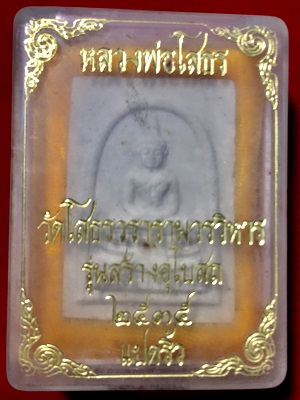 หลวงพ่อโสธร
วัดโสธรวรารามวรวิหาร
รุ่นสร้างอุโบสถ
๒๕๓๕
แปดริ้ว